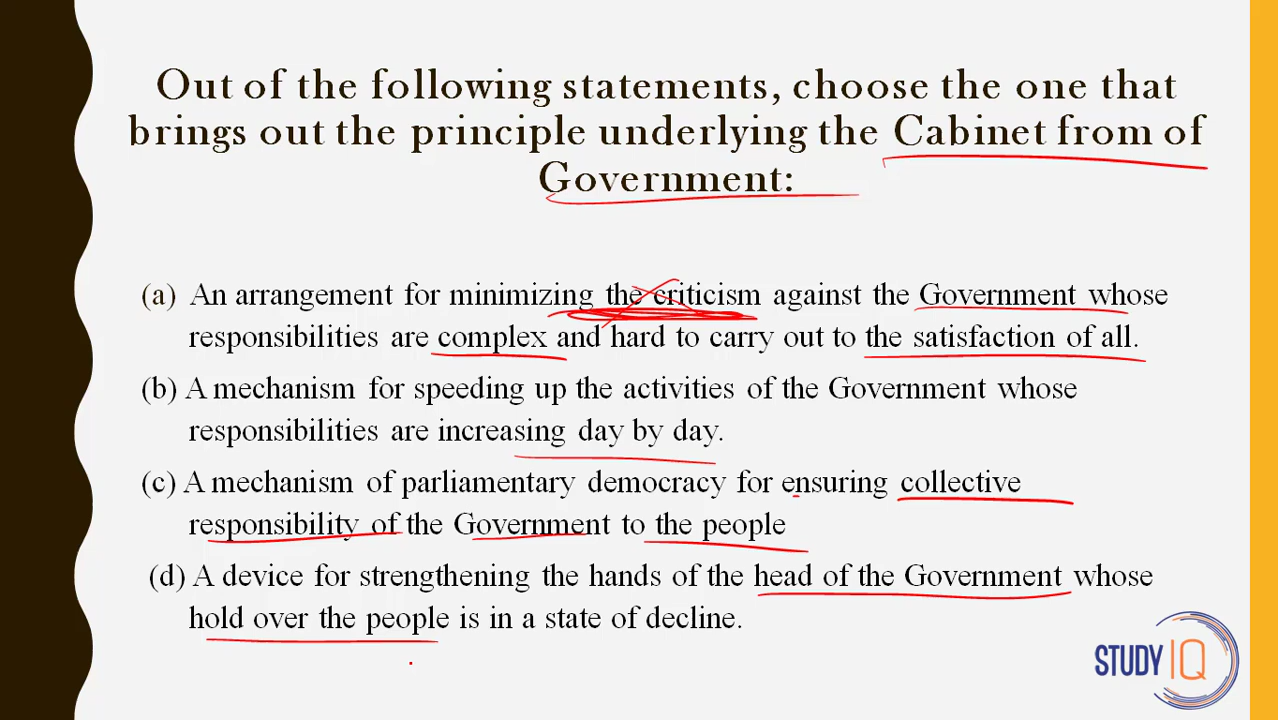 Out of the following statements, choose the one that
brings out the principle underlying the Cabinet from of
Government:
(a) An arrangement for minimizing the criticism against the Government whose
responsibilities are complex and hard to carry out to the satisfaction of all.
(b) A mechanism for speeding up the activities of the Government whose
responsibilities are increasing day by day.
(c) A mechanism of parliamentary democracy for ensuring collective
responsibility of the Government to the people
(d) A device for strengthening the hands of the head of the Government whose
hold over the people is in a state of decline.
STUDY IQ